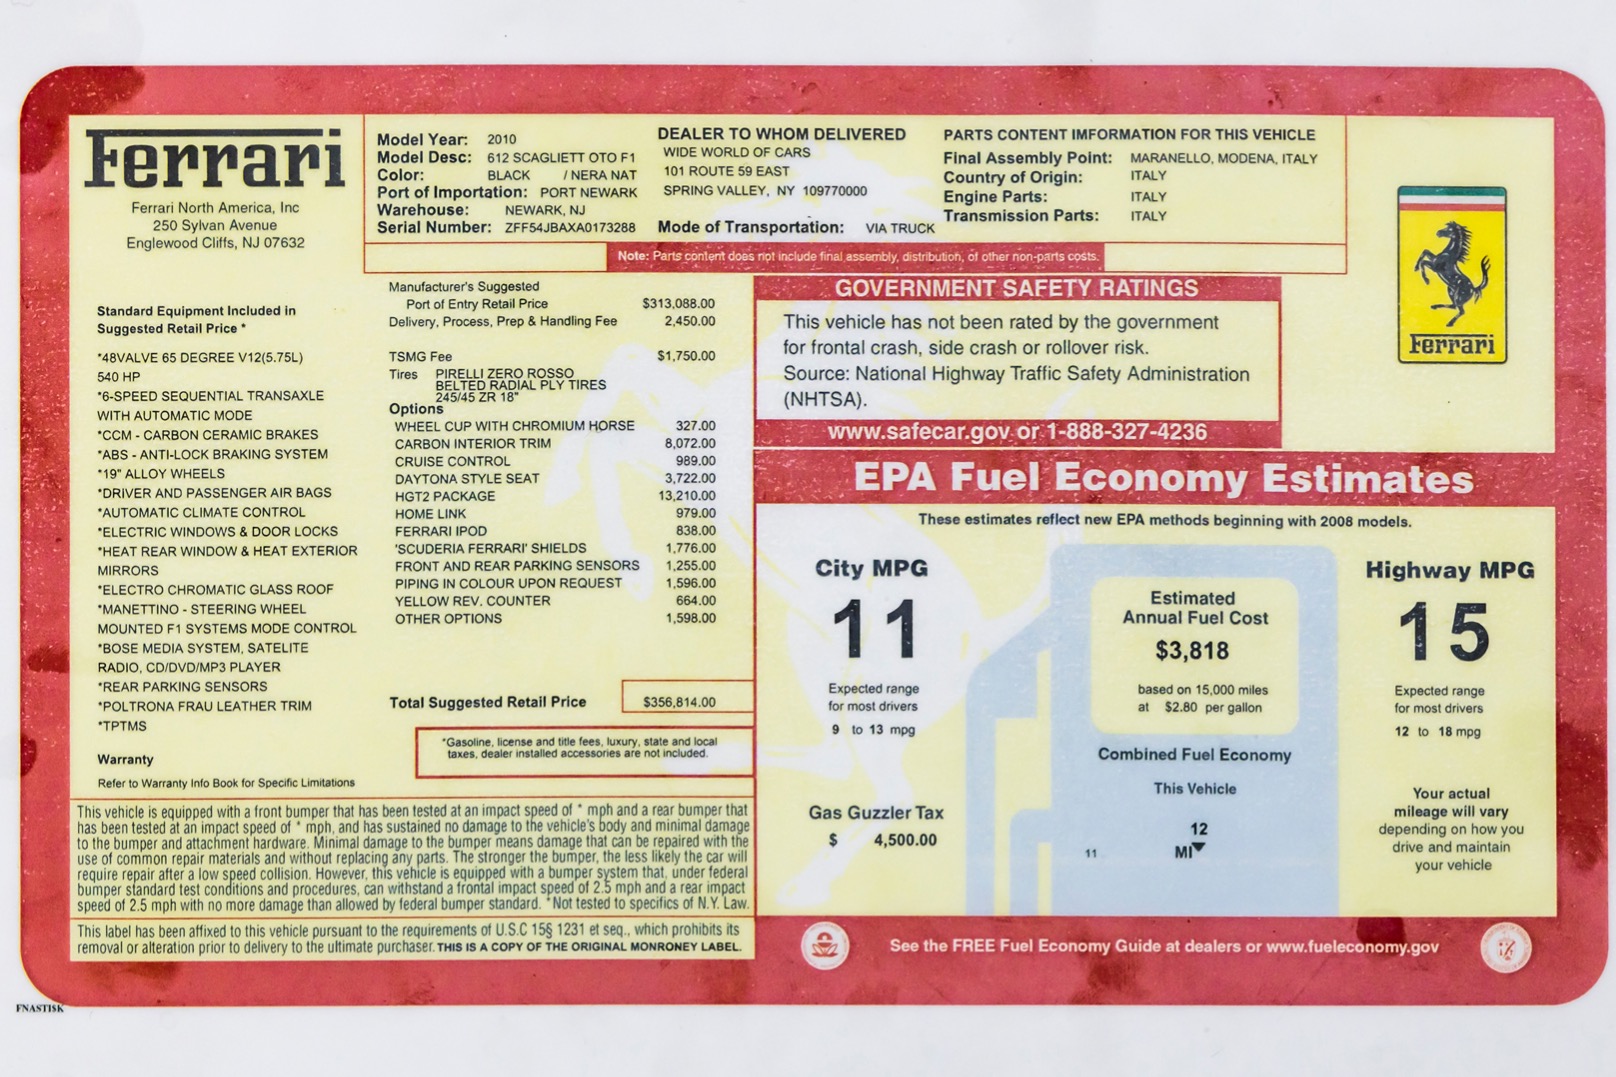 Ferrari
Ferrari North America, Inc
250 Sylvan Avenue
Englewood Cliffs, NJ 07632
Model Year: 2010
Model Desc: 612 SCAGLIETT OTO F1
Color: BLACK / NERA NAT
Port of Importation: PORT NEWARK
Warehouse: NEWARK, NJ
Serial Number: ZFF54JBAXA0173288
DEALER TO WHOM DELIVERED
WIDE WORLD OF CARS
101 ROUTE 59 EAST
SPRING VALLEY, NY 109770000
Mode of Transportation: VIA TRUCK
PARTS CONTENT IMFORMATION FOR THIS VEHICLE
Final Assembly Point: MARANELLO, MODENA, ITALY
Country of Origin: ITALY
Engine Parts: ITALY
Transmission Parts: ITALY
Note: Parts content does not include final assembly, distribution, of other non-parts costs.
Ferrari
Standard Equipment Included in
Suggested Retail Price *
*48VALVE 65 DEGREE V12(5.75L)
540 HP
*6-SPEED SEQUENTIAL TRANSAXLE
WITH AUTOMATIC MODE
*CCM - CARBON CERAMIC BRAKES
*ABS - ANTI-LOCK BRAKING SYSTEM
*19" ALLOY WHEELS
*DRIVER AND PASSENGER AIR BAGS
*AUTOMATIC CLIMATE CONTROL
*ELECTRIC WINDOWS & DOOR LOCKS
*HEAT REAR WINDOW & HEAT EXTERIOR
MIRRORS
*ELECTRO CHROMATIC GLASS ROOF
*MANETTINO - STEERING WHEEL
MOUNTED F1 SYSTEMS MODE CONTROL
*BOSE MEDIA SYSTEM, SATELITE
RADIO, CD/DVD/MP3 PLAYER
*REAR PARKING SENSORS
*POLTRONA FRAU LEATHER TRIM
*TPTMS
Warranty
Refer to Warranty Info Book for Specific Limitations
Manufacturer's Suggested
Port of Entry Retail Price $313,088.00
Delivery, Process, Prep & Handling Fee 2,450.00
TSMG Fee $1,750.00
Tires PIRELLI ZERO ROSSO
BELTED RADIAL PLY TIRES
245/45 ZR 18"
Options
WHEEL CUP WITH CHROMIUM HORSE 327.00
CARBON INTERIOR TRIM 8,072.00
CRUISE CONTROL 989.00
DAYTONA STYLE SEAT 3,722.00
HGT2 PACKAGE 13,210.00
HOME LINK 979.00
FERRARI IPOD 838.00
'SCUDERIA FERRARI' SHIELDS 1,776.00
FRONT AND REAR PARKING SENSORS 1,255.00
PIPING IN COLOUR UPON REQUEST 1,596.00
YELLOW REV. COUNTER 664.00
OTHER OPTIONS 1,598.00
Total Suggested Retail Price $356,814.00
*Gasoline, license and title fees, luxury, state and local
taxes, dealer installed accessories are not included.
This vehicle is equipped with a front bumper that has been tested at an impact speed of * mph and a rear bumper that
has been tested at an impact speed of * mph, and has sustained no damage to the vehicle's body and minimal damage
to the bumper and attachment hardware. Minimal damage to the bumper means damage that can be repaired with the
use of common repair materials and without replacing any parts. The stronger the bumper, the less likely the car will
require repair after a low speed collision. However, this vehicle is equipped with a bumper system that, under federal
bumper standard test conditions and procedures, can withstand a frontal impact speed of 2.5 mph and a rear impact
speed of 2.5 mph with no more damage than allowed by federal bumper standard. *Not tested to specifics of N.Y. Law.
This label has been affixed to this vehicle pursuant to the requirements of U.S.C 15§ 1231 et seq., which prohibits its
removal or alteration prior to delivery to the ultimate purchaser. THIS IS A COPY OF THE ORIGINAL MONRONEY LABEL.
GOVERNMENT SAFETY RATINGS
This vehicle has not been rated by the government
for frontal crash, side crash or rollover risk.
Source: National Highway Traffic Safety Administration
(NHTSA).
www.safecar.gov or 1-888-327-4236
EPA Fuel Economy Estimates
These estimates reflect new EPA methods beginning with 2008 models.
City MPG
11
Expected range
for most drivers
9 to 13 mpg
Gas Guzzler Tax
$ 4,500.00
Estimated
Annual Fuel Cost
$3,818
based on 15,000 miles
at $2.80 per gallon
Combined Fuel Economy
This Vehicle
12
11 MI
Highway MPG
15
Expected range
for most drivers
12 to 18 mpg
Your actual
mileage will vary
depending on how you
drive and maintain
your vehicle
See the FREE Fuel Economy Guide at dealers or www.fueleconomy.gov
FNASTISK